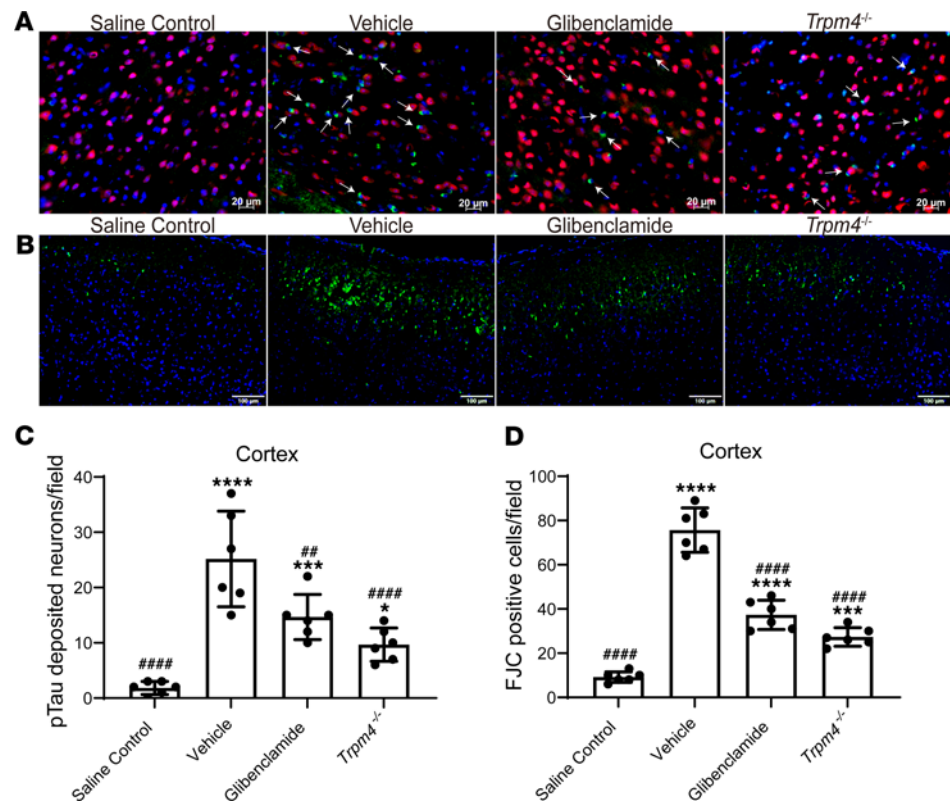 A
Saline Control Vehicle Glibenclamide Trpm4-/-
20 µm 20 µm 20 µm 20 µm
Saline Control Vehicle Glibenclamide Trpm4-/-
B
100 µm 100 µm 100 µm 100 µm
C
Cortex
pTau deposited neurons/field
40
30
20
10
0
####
****
##
***
####
*
Saline Control
Vehicle
Glibenclamide
Trpm4-/-
D
Cortex
FJC positive cells/field
100
80
60
40
20
0
####
****
####
****
####
***
Saline Control
Vehicle
Glibenclamide
Trpm4-/-